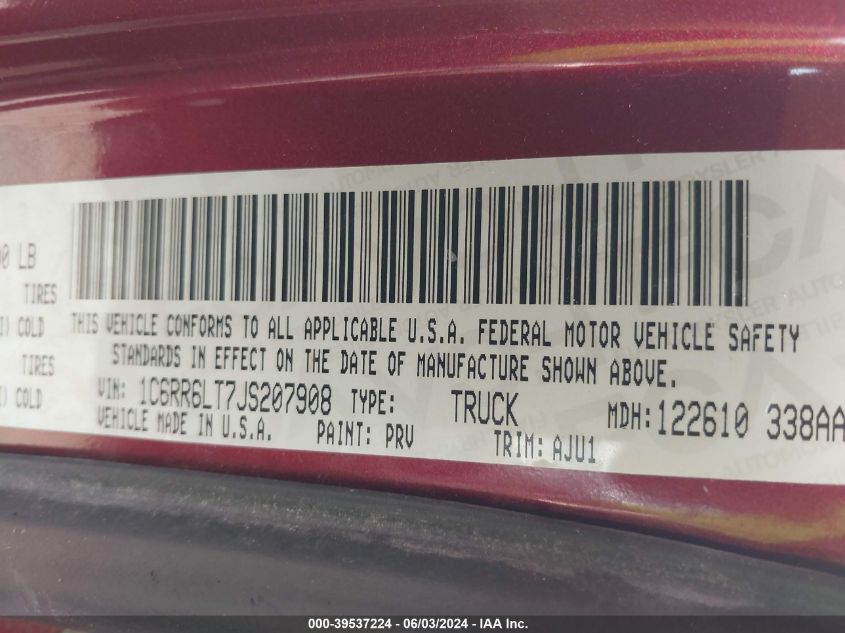 00 LB
TIRES
I) COLD
TIRES
I) COLD
THIS VEHICLE CONFORMS TO ALL APPLICABLE U.S.A. FEDERAL MOTOR VEHICLE SAFETY
STANDARDS IN EFFECT ON THE DATE OF MANUFACTURE SHOWN ABOVE.
VIN: 1C6RR6LT7JS207908 TYPE: TRUCK MDH:122610 338AA
VEHICLE MADE IN U.S.A. PAINT: PRV TRIM: AJU1
000-39537224 | 06/03/2024 | IAA Inc.